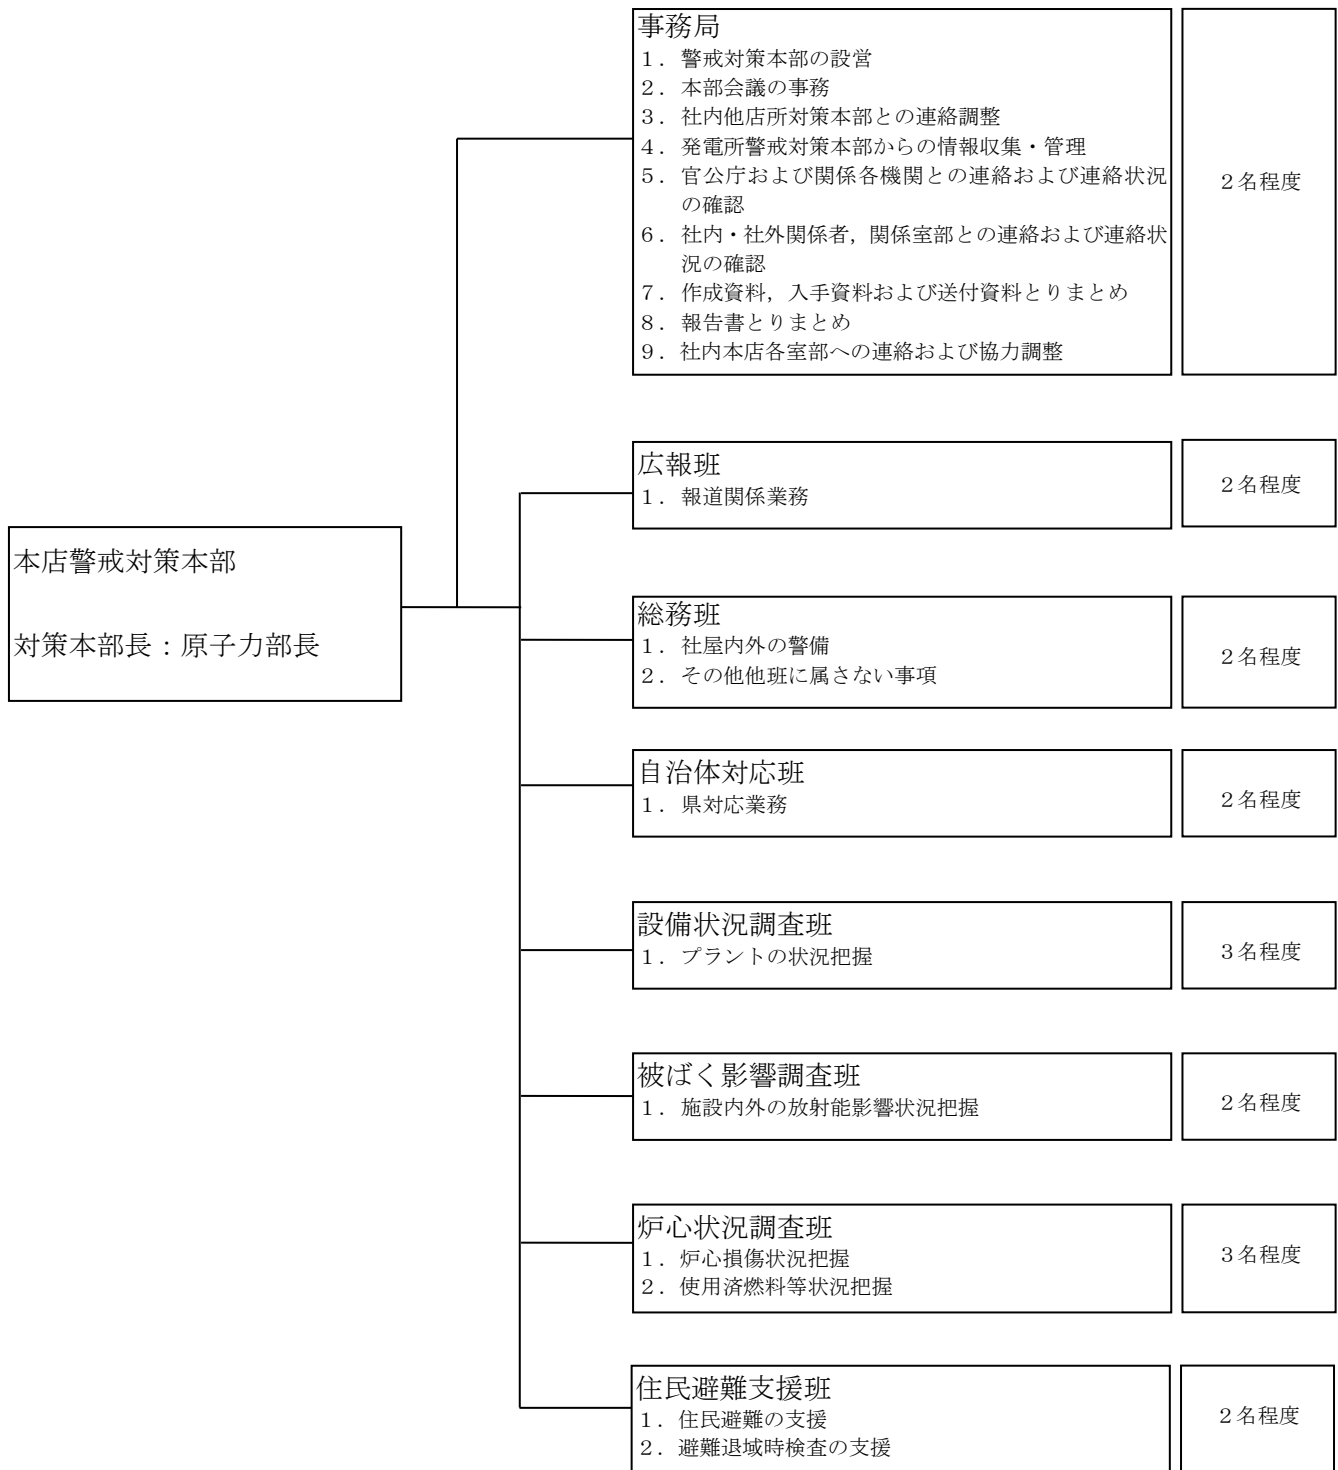 事務局
１．警戒対策本部の設営
２．本部会議の事務
３．社内他店所対策本部との連絡調整
４．発電所警戒対策本部からの情報収集・管理
５．官公庁および関係各機関との連絡および連絡状況
の確認
６．社内・社外関係者，関係室部との連絡および連絡状
況の確認
７．作成資料，入手資料および送付資料とりまとめ
８．報告書とりまとめ
９．社内本店各室部への連絡および協力調整
２名程度
広報班
１．報道関係業務
２名程度
本店警戒対策本部
対策本部長：原子力部長
総務班
１．社屋内外の警備
２．その他他班に属さない事項
２名程度
自治体対応班
１．県対応業務
２名程度
設備状況調査班
１．プラントの状況把握
３名程度
被ばく影響調査班
１．施設内外の放射能影響状況把握
２名程度
炉心状況調査班
１．炉心損傷状況把握
２．使用済燃料等状況把握
３名程度
住民避難支援班
１．住民避難の支援
２．避難退域時検査の支援
２名程度